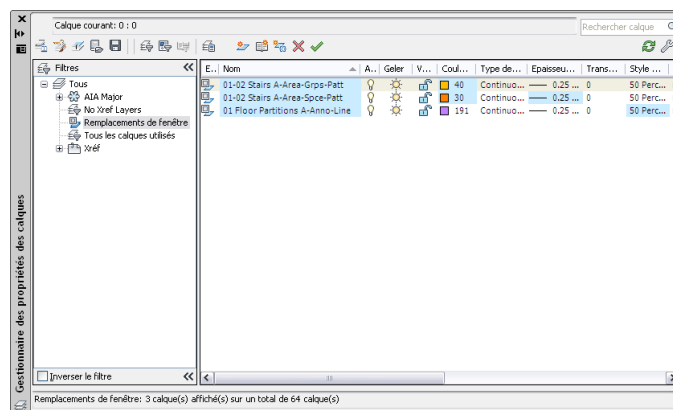 Calque courant: 0 : 0
Rechercher calque
Filtres
Tous
AIA Major
No Xref Layers
Remplacements de fenêtre
Tous les calques utilisés
Xréf
E.. Nom A.. Geler V... Coul... Type de... Epaisseu... Trans... Style ...
01-02 Stairs A-Area-Grps-Patt 40 Continuo... 0.25 ... 0 50 Perc...
01-02 Stairs A-Area-Spce-Patt 30 Continuo... 0.25 ... 0 50 Perc...
01 Floor Partitions A-Anno-Line 191 Continuo... 0.25 ... 0 50 Perc...
Inverser le filtre
Remplacements de fenêtre: 3 calque(s) affiché(s) sur un total de 64 calque(s)
Gestionnaire des propriétés des calques